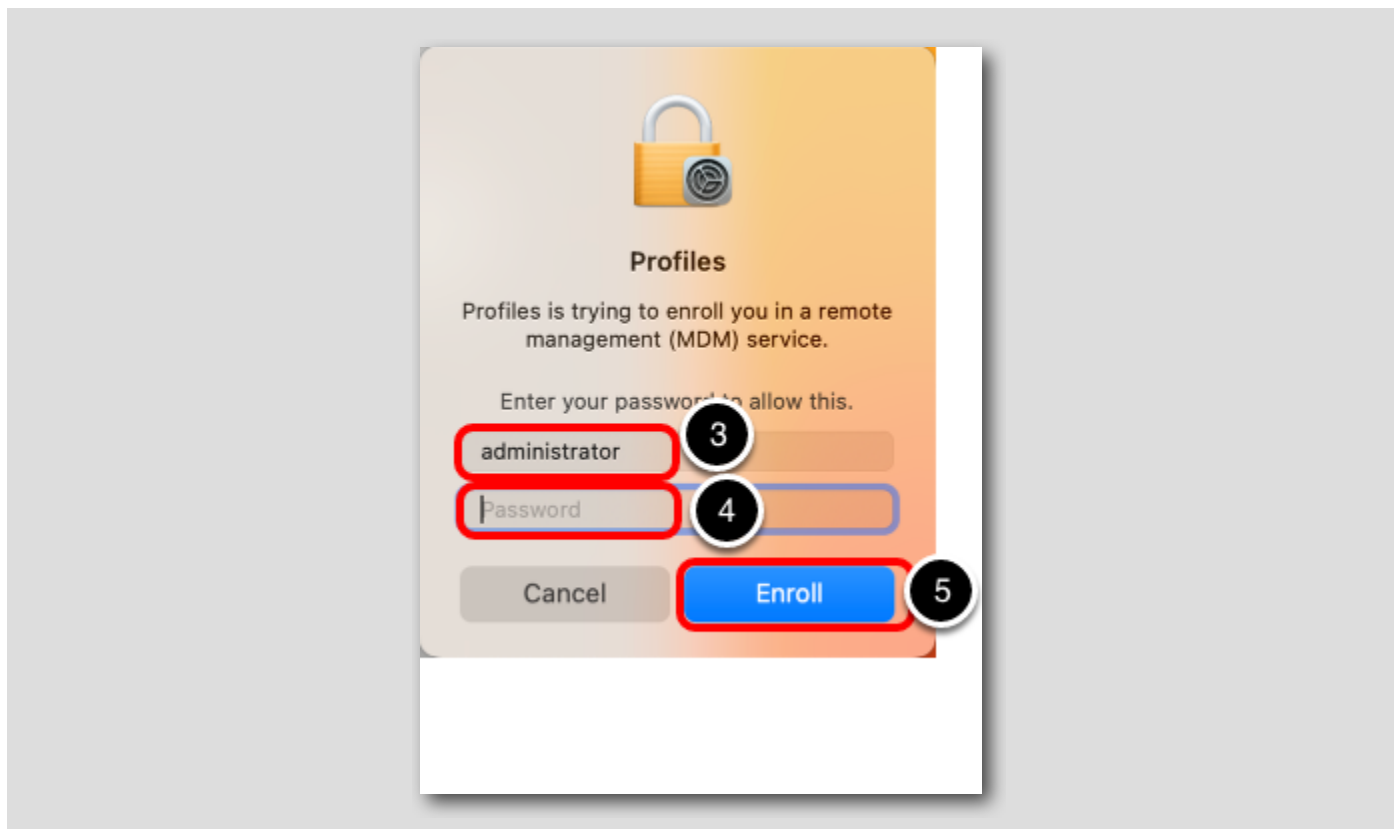 Profiles
Profiles is trying to enroll you in a remote
management (MDM) service.
Enter your password to allow this.
administrator
3
Password
4
Cancel
Enroll
5